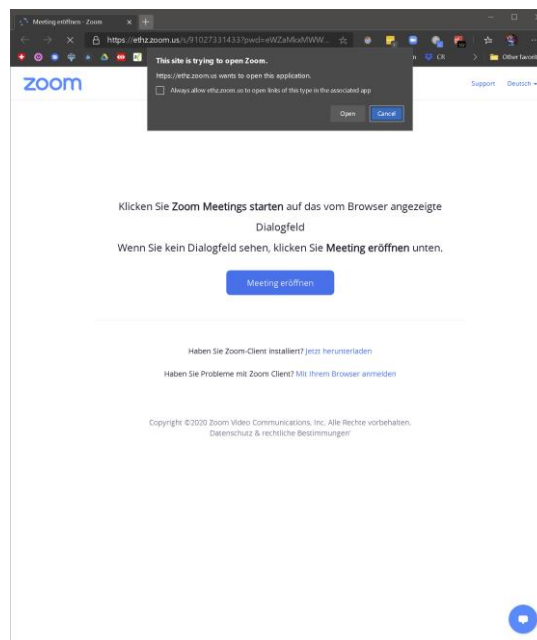 Meeting eröffnen - Zoom
https://ethz.zoom.us/s/91027331433?pwd=eWZaMkxMWW...
CR
Other favorit
This site is trying to open Zoom.
https://ethz.zoom.us wants to open this application.
Always allow ethz.zoom.us to open links of this type in the associated app
Open
Cancel
zoom
Support
Deutsch
Klicken Sie Zoom Meetings starten auf das vom Browser angezeigte
Dialogfeld
Wenn Sie kein Dialogfeld sehen, klicken Sie Meeting eröffnen unten.
Meeting eröffnen
Haben Sie Zoom-Client installiert? Jetzt herunterladen
Haben Sie Probleme mit Zoom Client? Mit Ihrem Browser anmelden
Copyright ©2020 Zoom Video Communications, Inc. Alle Rechte vorbehalten.
Datenschutz & rechtliche Bestimmungen'